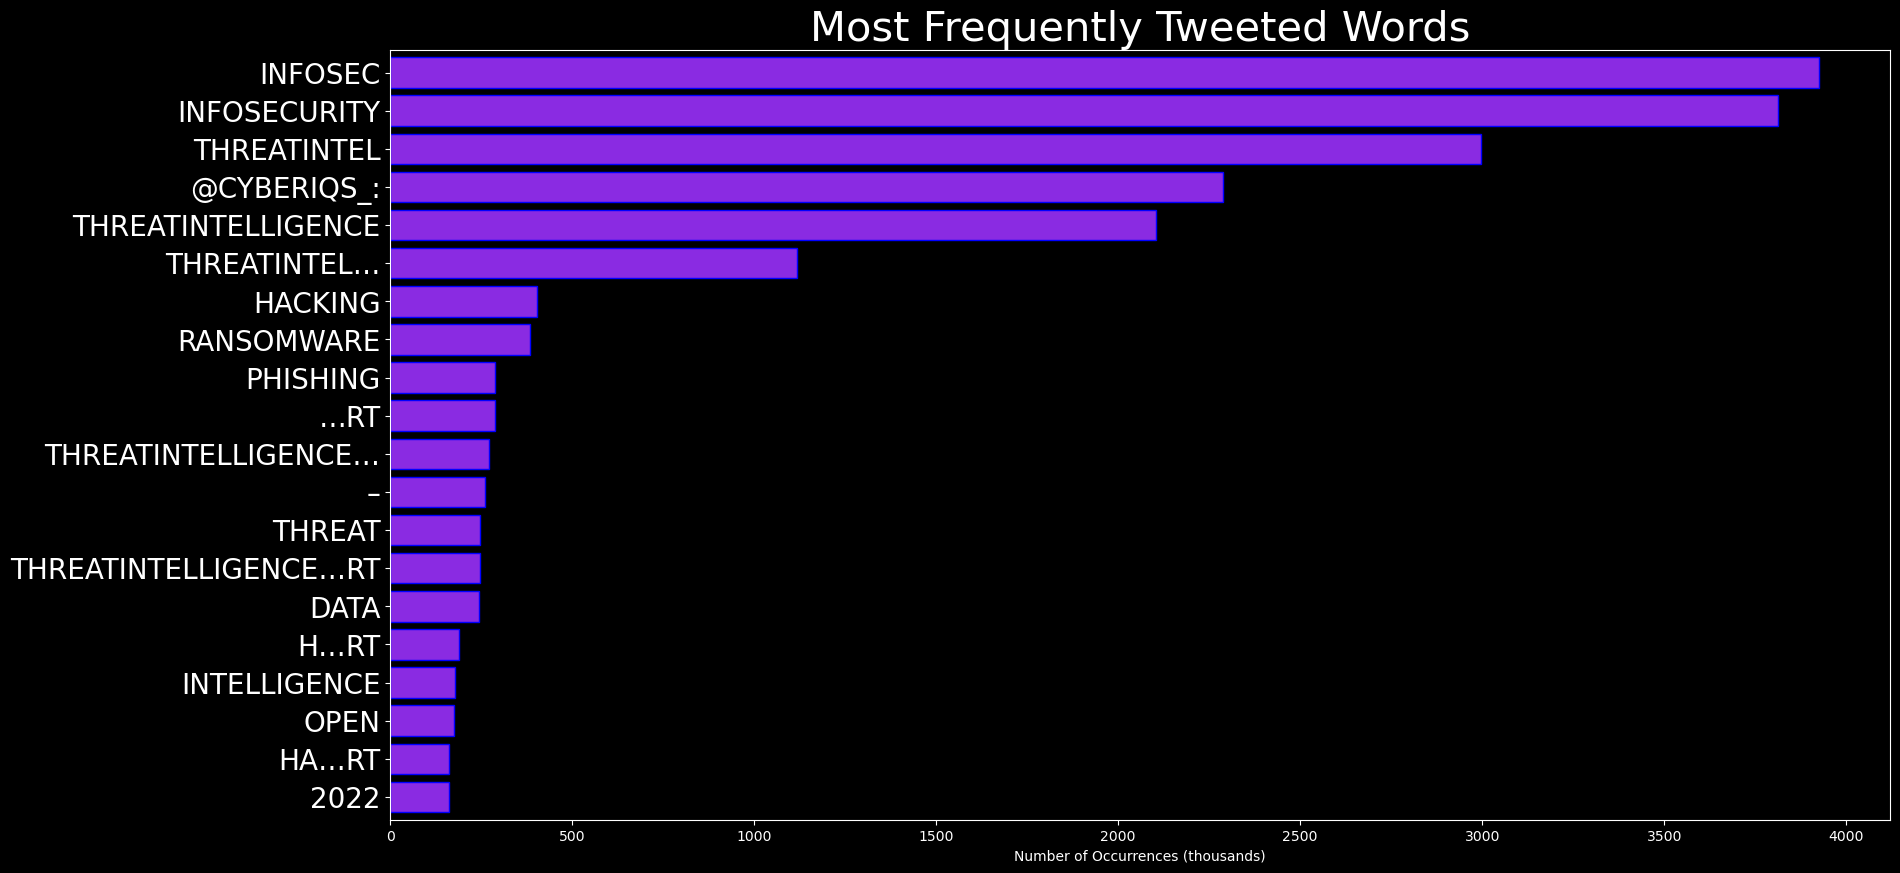 Most Frequently Tweeted Words
INFOSEC
INFOSECURITY
THREATINTEL
@CYBERIQS_:
THREATINTELLIGENCE
THREATINTEL…
HACKING
RANSOMWARE
PHISHING
…RT
THREATINTELLIGENCE…
–
THREAT
THREATINTELLIGENCE…RT
DATA
H…RT
INTELLIGENCE
OPEN
HA…RT
2022
0 500 1000 1500 2000 2500 3000 3500 4000
Number of Occurrences (thousands)